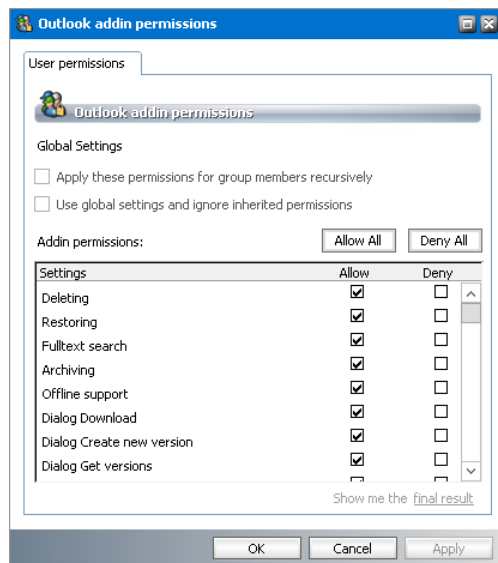 Outlook addin permissions
User permissions
Outlook addin permissions
Global Settings
Apply these permissions for group members recursively
Use global settings and ignore inherited permissions
Addin permissions: Allow All Deny All
Settings Allow Deny
Deleting
Restoring
Fulltext search
Archiving
Offline support
Dialog Download
Dialog Create new version
Dialog Get versions
Show me the final result
OK Cancel Apply